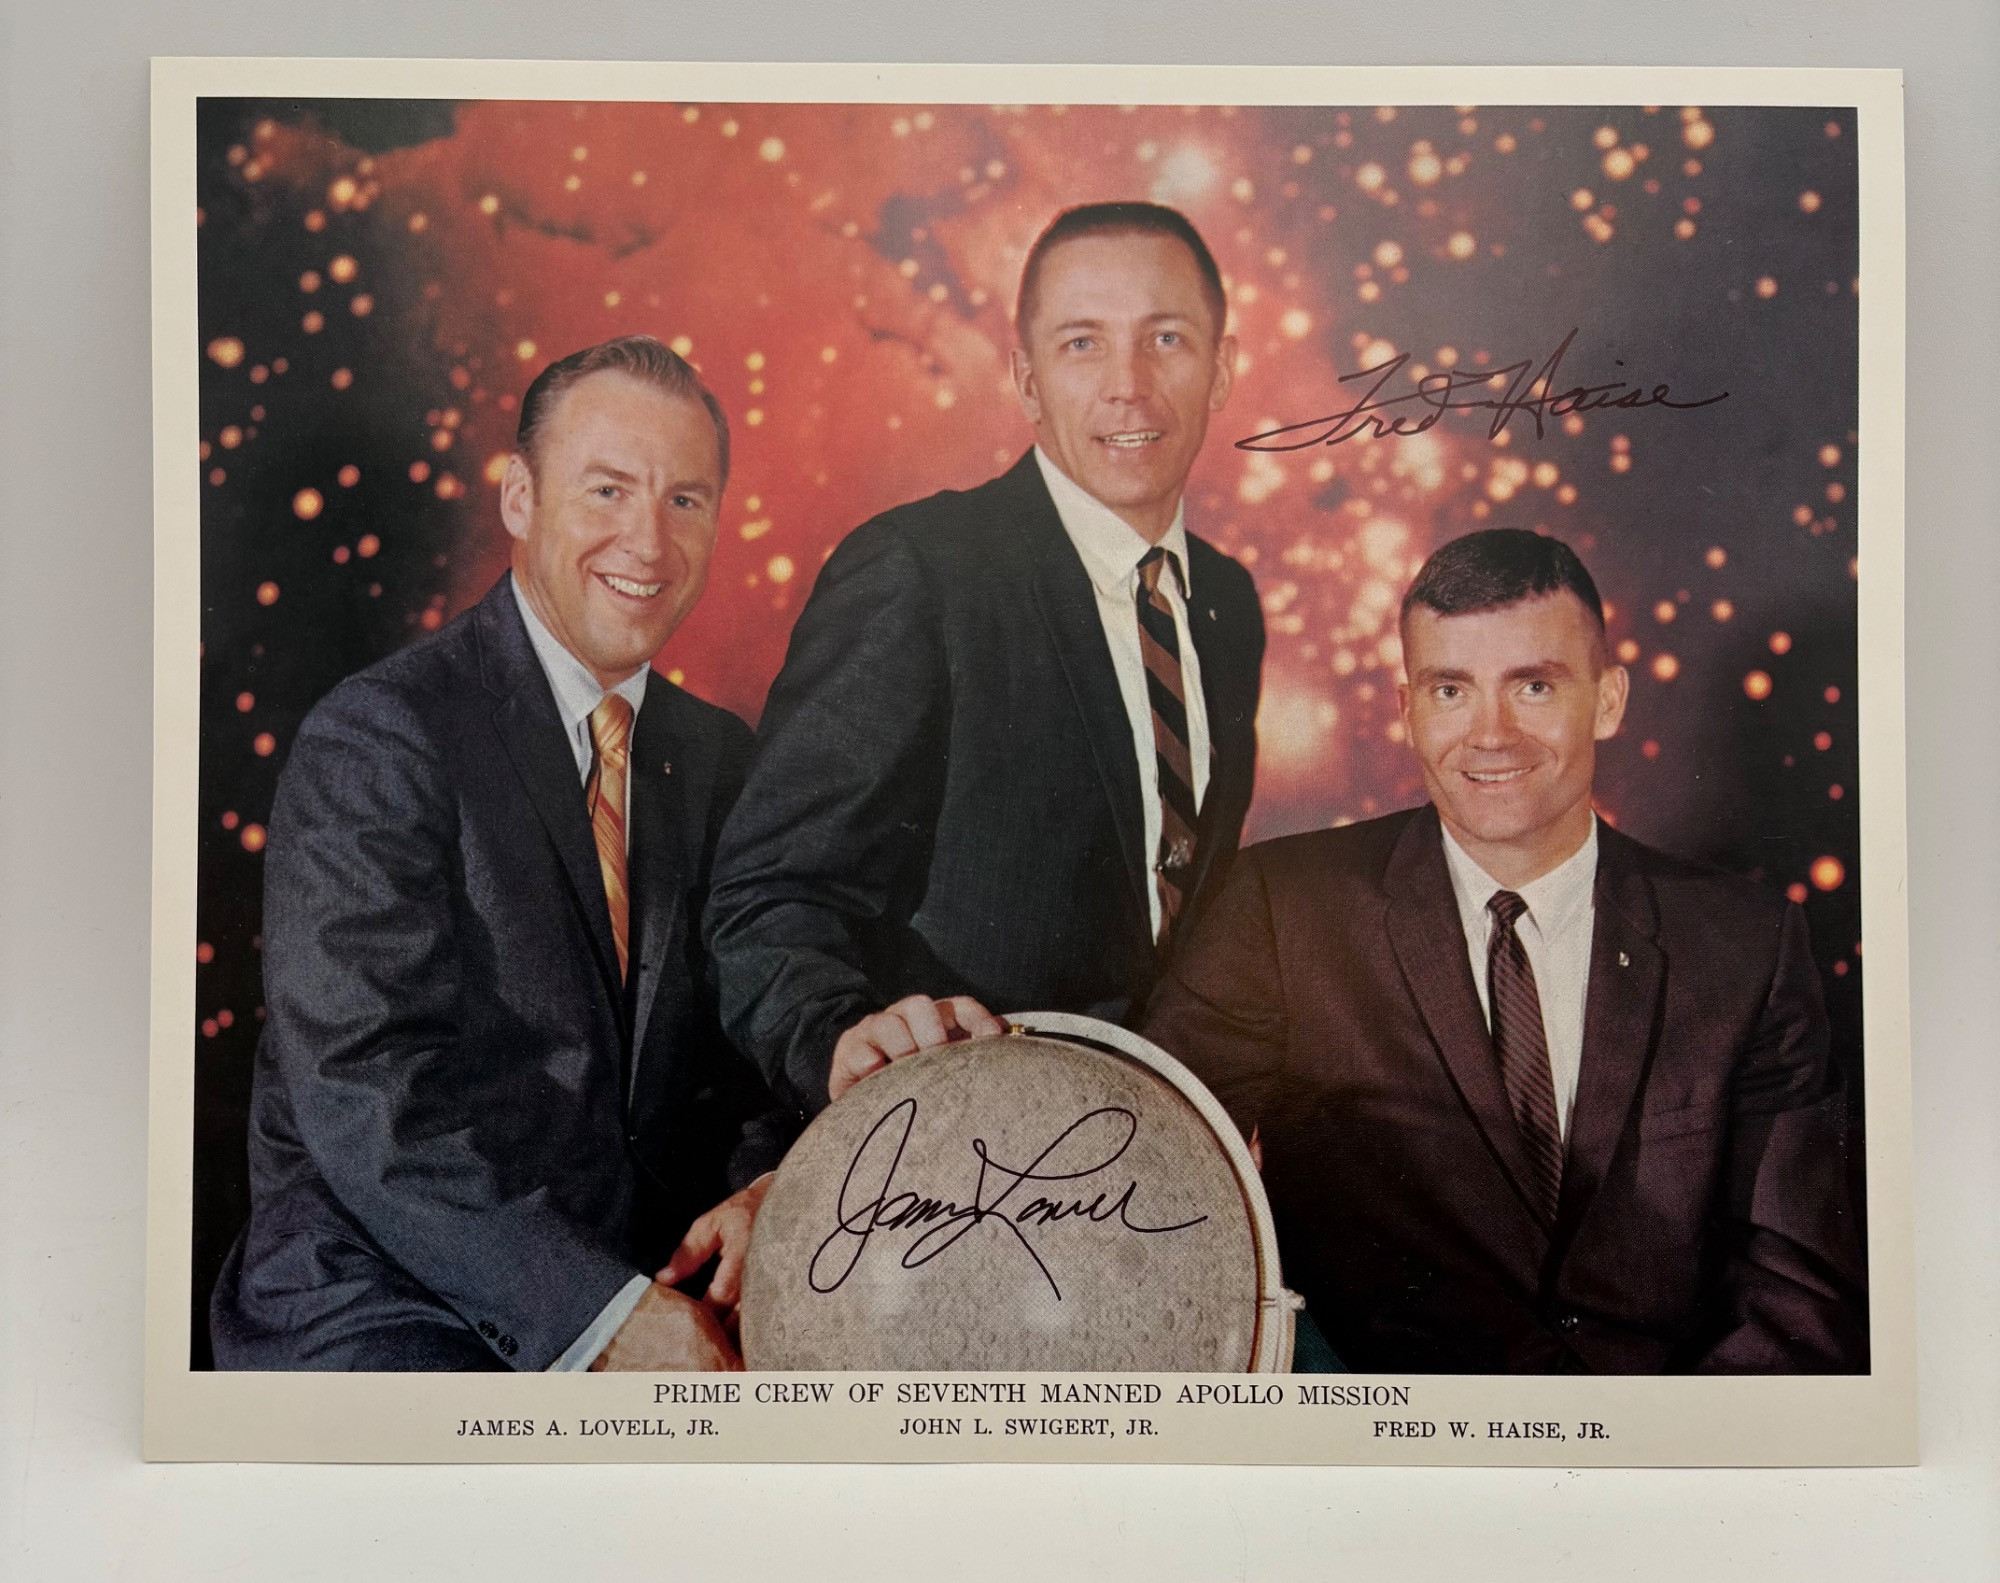 Fred Haise
James Lovell
PRIME CREW OF SEVENTH MANNED APOLLO MISSION
JAMES A. LOVELL, JR. JOHN L. SWIGERT, JR. FRED W. HAISE, JR.